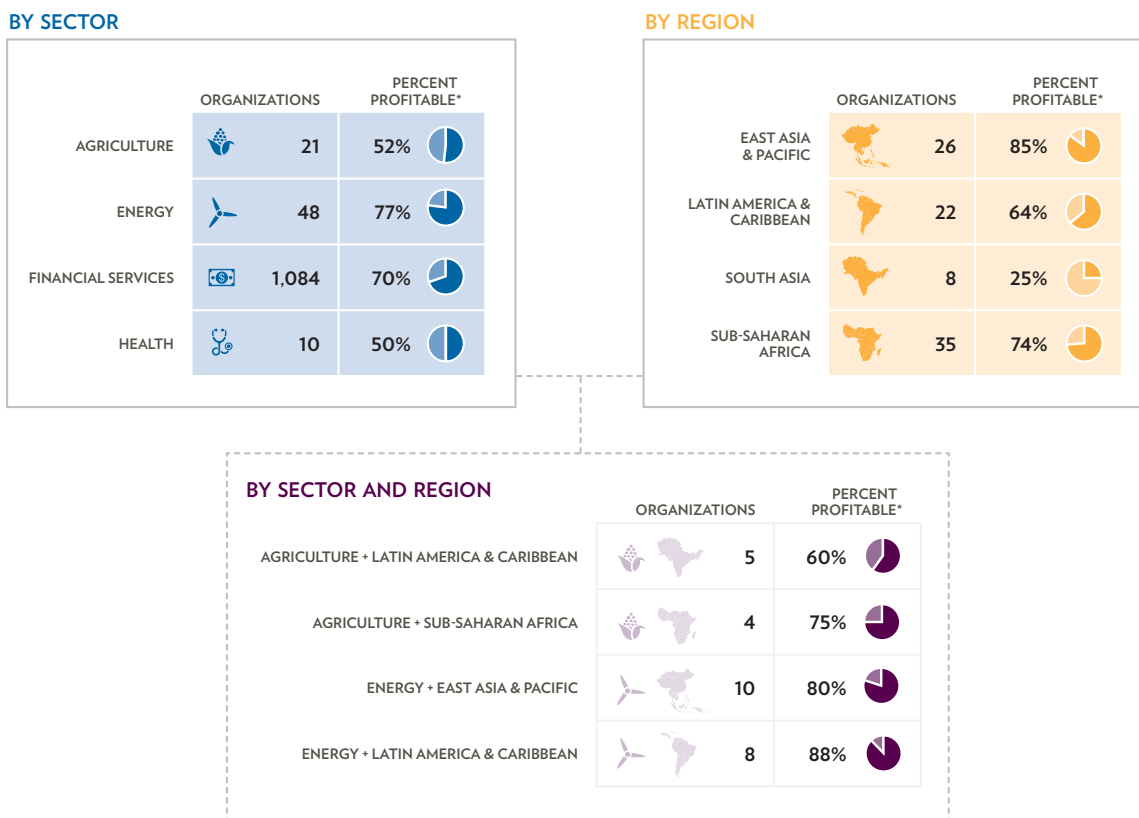 BY SECTOR
ORGANIZATIONS
PERCENT
PROFITABLE*
AGRICULTURE 21 52%
ENERGY 48 77%
FINANCIAL SERVICES $ 1,084 70%
HEALTH 10 50%
BY REGION
ORGANIZATIONS
PERCENT
PROFITABLE*
EAST ASIA
& PACIFIC 26 85%
LATIN AMERICA &
CARIBBEAN 22 64%
SOUTH ASIA 8 25%
SUB-SAHARAN
AFRICA 35 74%
BY SECTOR AND REGION
ORGANIZATIONS
PERCENT
PROFITABLE*
AGRICULTURE + LATIN AMERICA & CARIBBEAN 5 60%
AGRICULTURE + SUB-SAHARAN AFRICA 4 75%
ENERGY + EAST ASIA & PACIFIC 10 80%
ENERGY + LATIN AMERICA & CARIBBEAN 8 88%